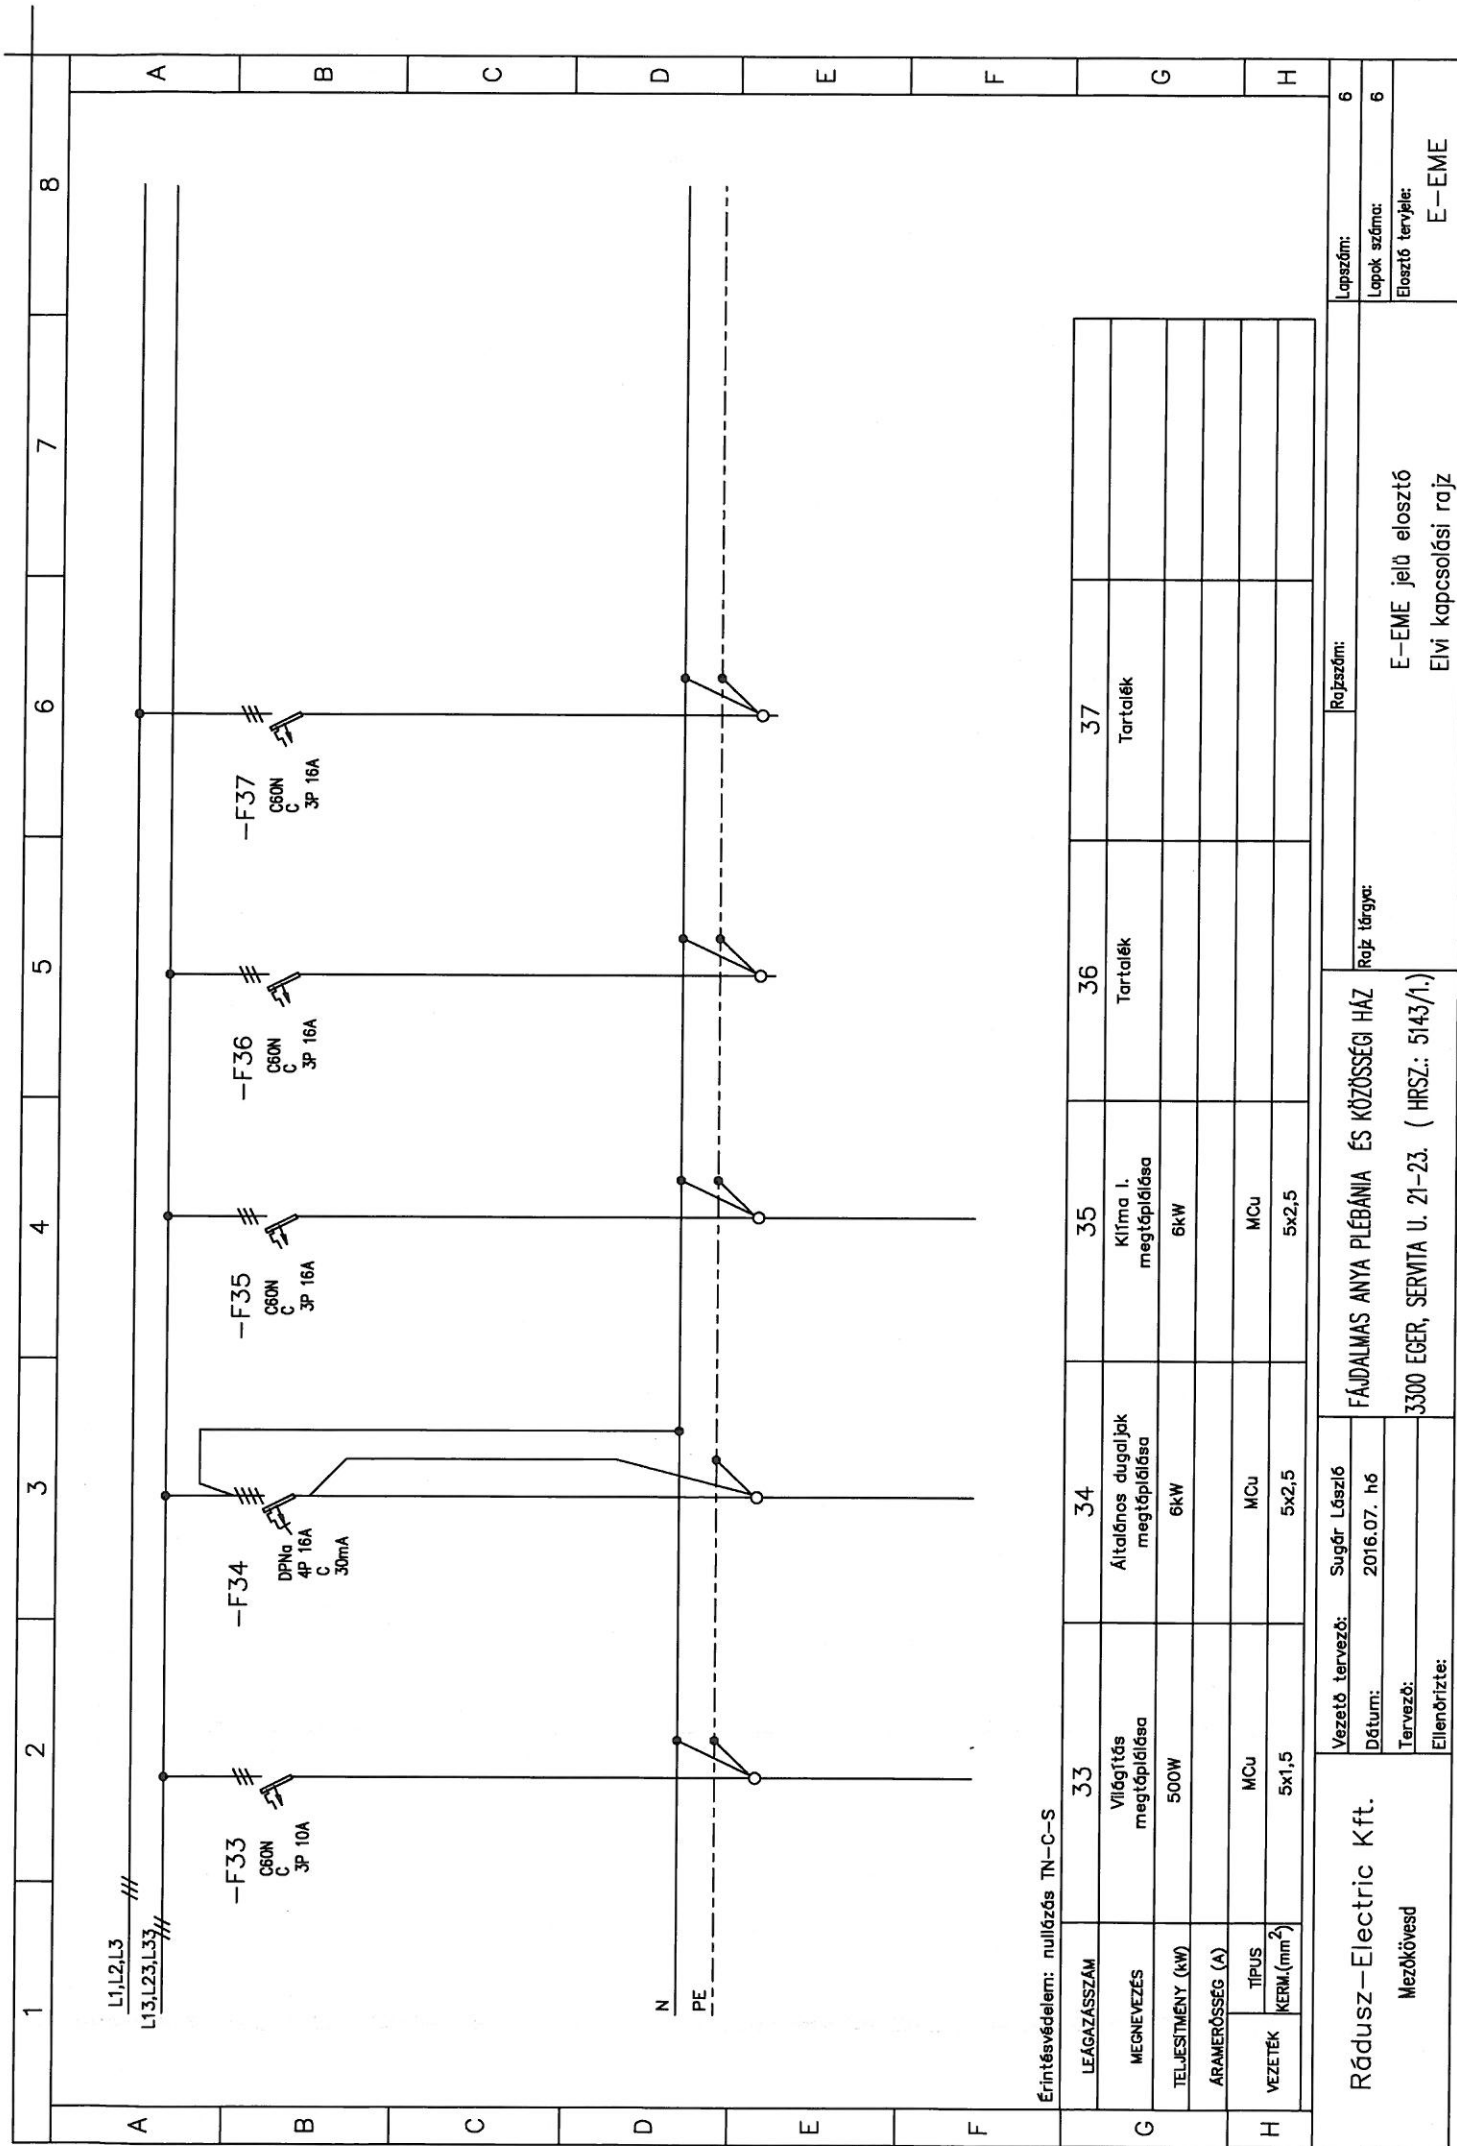 1 2 3 4 5 6 7 8
A
B
C
D
E
F
G
H
A
B
C
D
E
F
G
H
L1,L2,L3
L13,L23,L33
-F33
C60N
C
3P 10A
-F34
DPNa
4P 16A
C
30mA
-F35
C60N
C
3P 16A
-F36
C60N
C
3P 16A
-F37
C60N
C
3P 16A
N
PE
Érintésvédelem: nullázás TN-C-S
LEÁGAZÁSSZÁM 33 34 35 36 37
MEGNEVEZÉS Világítás megtáplálása Általános dugaljak megtáplálása Klíma I. megtáplálása Tartalék Tartalék
TELJESÍTMÉNY (kW) 500W 6kW 6kW
ÁRAMERŐSSÉG (A)
VEZETÉK TÍPUS MCu MCu MCu
KERM.(mm²) 5x1,5 5x2,5 5x2,5
Rádusz-Electric Kft.
Mezőkövesd
Vezető tervező: Sugár László
Dátum: 2016.07. hó
Tervező:
Ellenőrizte:
FÁJDALMAS ANYA PLÉBÁNIA ÉS KÖZÖSSÉGI HÁZ
3300 EGER, SERVITA U. 21-23. ( HRSZ.: 5143/1.)
Rajzszám:
Rajz tárgya:
E-EME jelű elosztó
Elvi kapcsolási rajz
Lapszám: 6
Lapok száma: 6
Elosztó tervjele:
E-EME